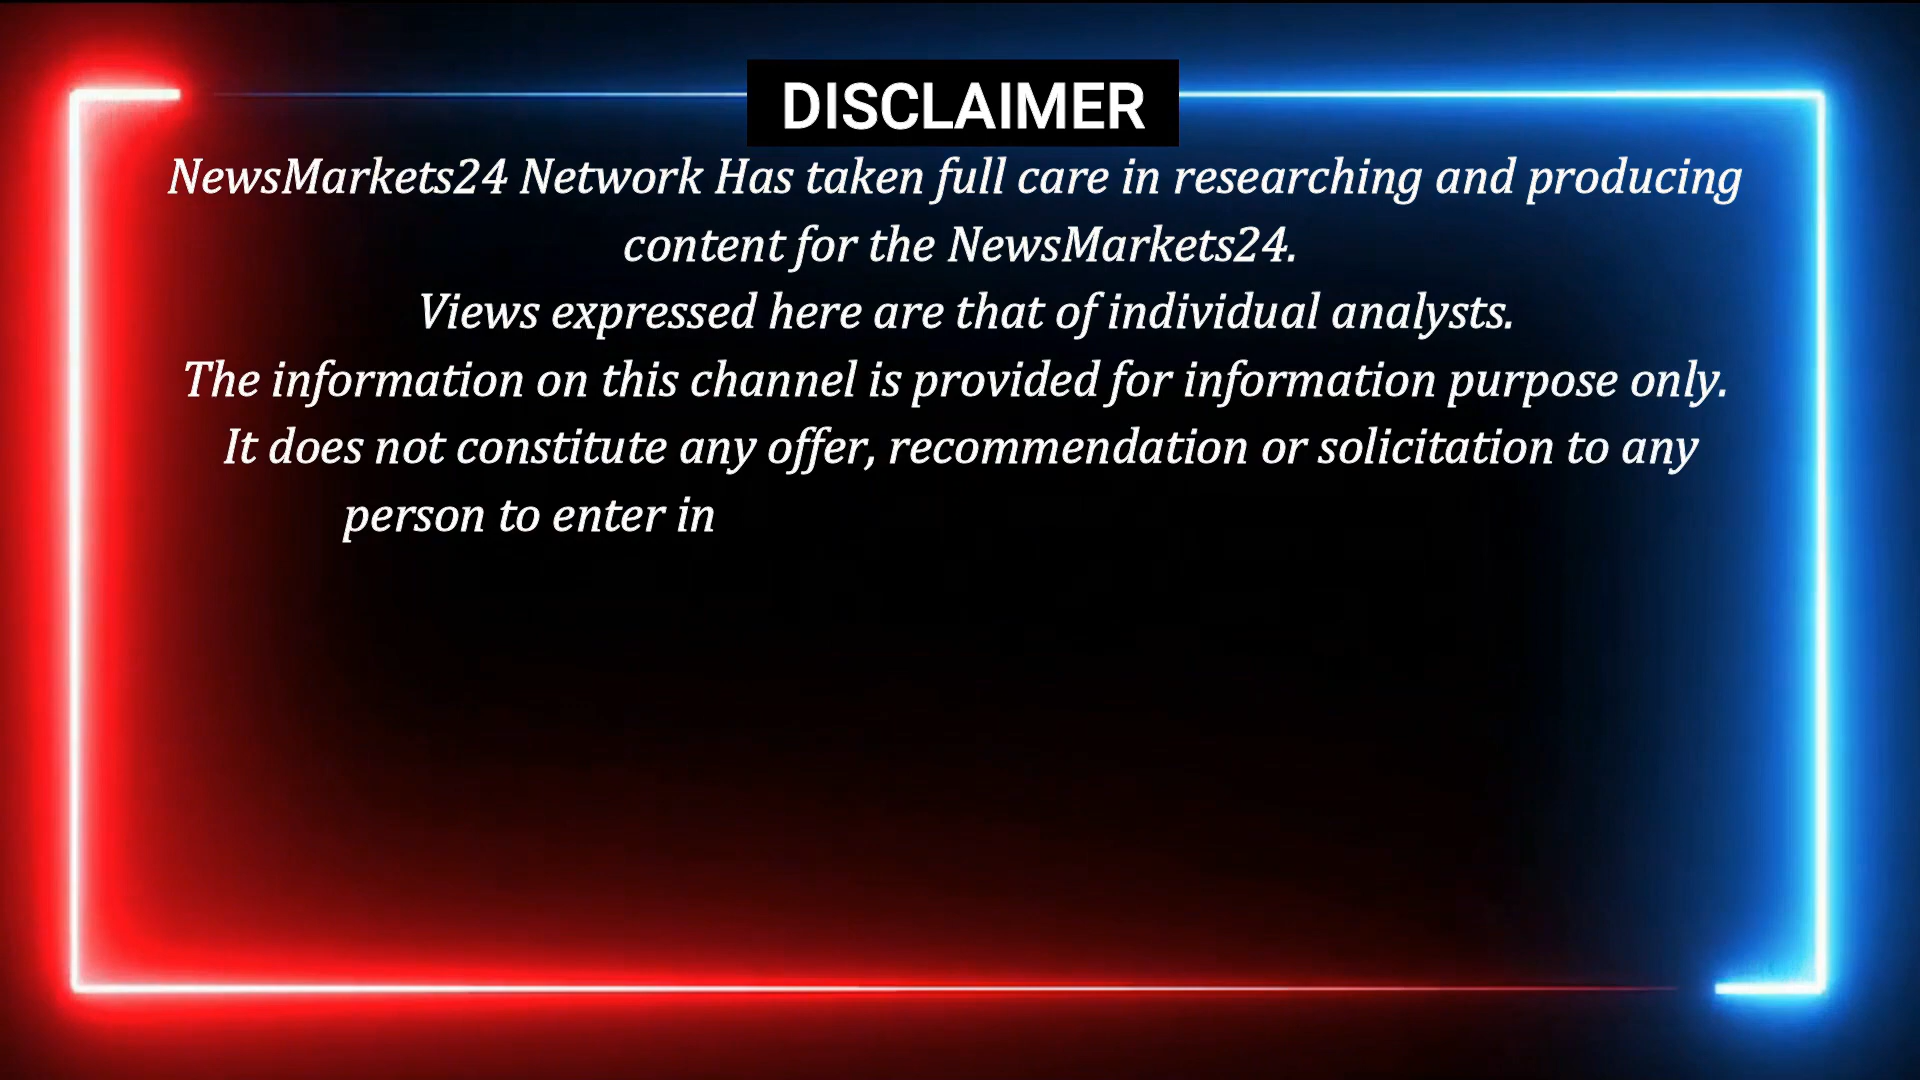 DISCLAIMER
NewsMarkets24 Network Has taken full care in researching and producing
content for the NewsMarkets24.
Views expressed here are that of individual analysts.
The information on this channel is provided for information purpose only.
It does not constitute any offer, recommendation or solicitation to any
person to enter in